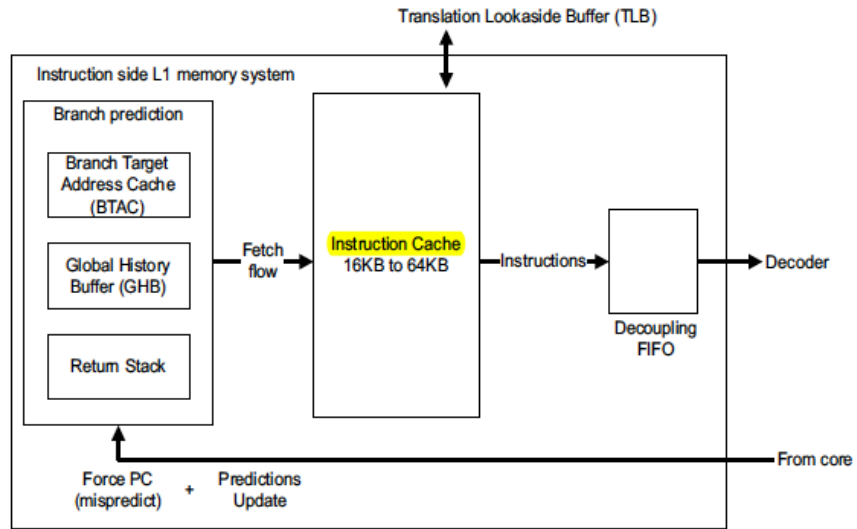 Translation Lookaside Buffer (TLB)
Instruction side L1 memory system
Branch prediction
Branch Target
Address Cache
(BTAC)
Global History
Buffer (GHB)
Return Stack
Fetch
flow
Instruction Cache
16KB to 64KB
Instructions
Decoupling
FIFO
Decoder
From core
Force PC
(mispredict)
+
Predictions
Update